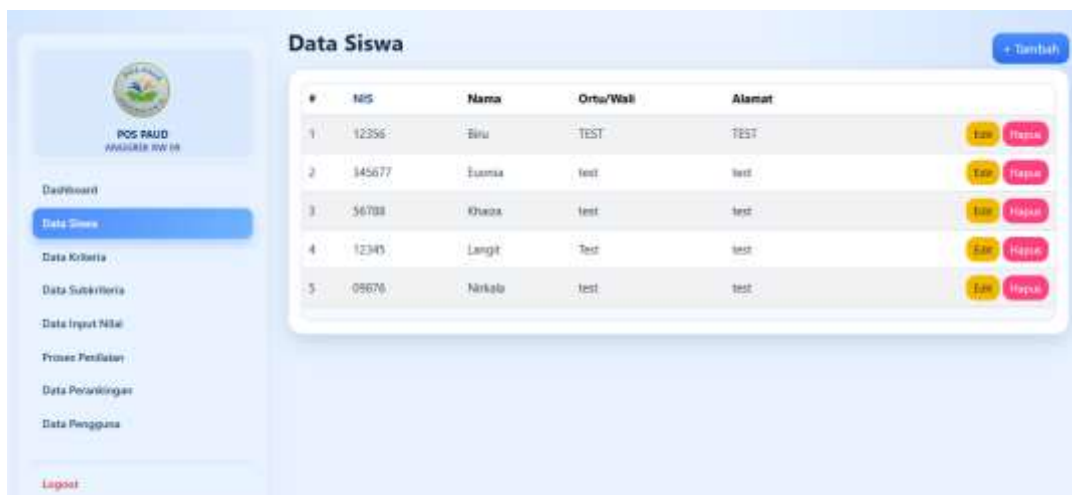 POS PAUD
ANGGREK RW 09
Dashboard
Data Siswa
Data Kriteria
Data Subkriteria
Data Input Nilai
Proses Penilaian
Data Perankingan
Data Pengguna
Logout
Data Siswa
+ Tambah
# NIS Nama Ortu/Wali Alamat
1 12356 Biru TEST TEST Edit Hapus
2 345677 test test Edit Hapus
3 56788 test test Edit Hapus
4 12345 Langit Test test Edit Hapus
5 09876 Nirkala test test Edit Hapus